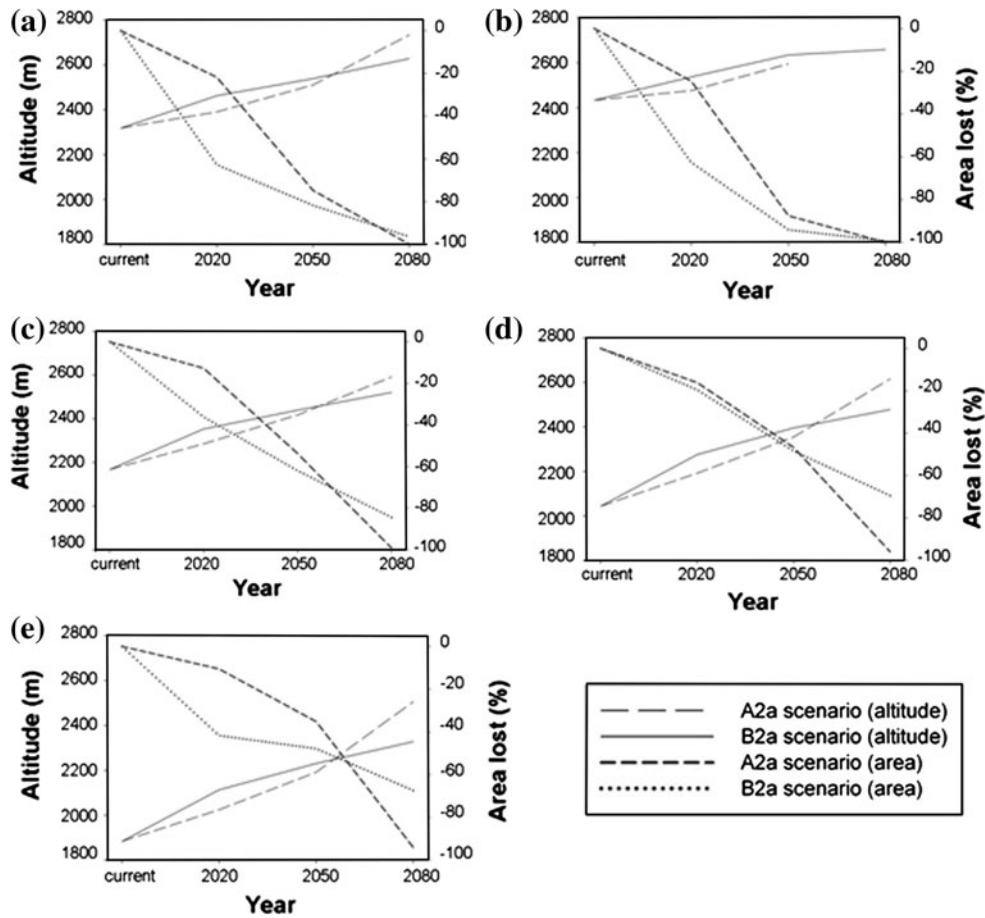 (a)
Altitude (m)
2800
2600
2400
2200
2000
1800
current 2020 2050 2080
Year
0
-20
-40
-60
-80
-100
(b)
2800
2600
2400
2200
2000
1800
current 2020 2050 2080
Year
0
-20
-40
-60
-80
-100
Area lost (%)
(c)
Altitude (m)
2800
2600
2400
2200
2000
1800
current 2020 2050 2080
Year
0
-20
-40
-60
-80
-100
(d)
2800
2600
2400
2200
2000
1800
current 2020 2050 2080
Year
0
-20
-40
-60
-80
-100
Area lost (%)
(e)
Altitude (m)
2800
2600
2400
2200
2000
1800
current 2020 2050 2080
Year
0
-20
-40
-60
-80
-100
Area lost (%)
A2a scenario (altitude)
B2a scenario (altitude)
A2a scenario (area)
B2a scenario (area)